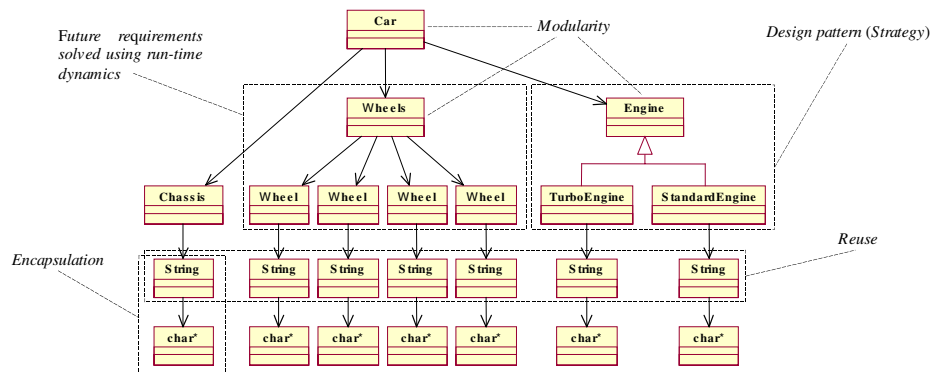 Car
Modularity
Future requirements
solved using run-time
dynamics
Design pattern (Strategy)
Wheels
Engine
Chassis
Wheel
Wheel
Wheel
Wheel
TurboEngine
StandardEngine
Reuse
Encapsulation
String
String
String
String
String
String
String
char*
char*
char*
char*
char*
char*
char*